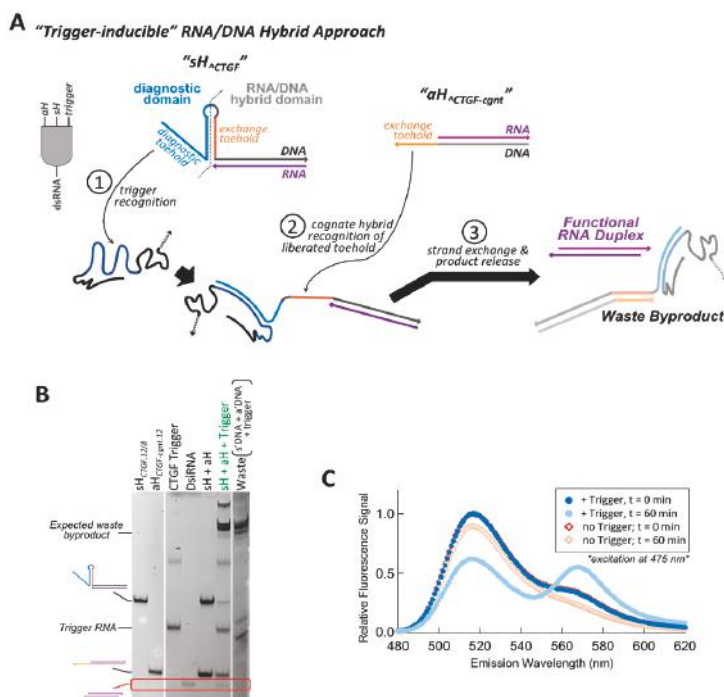 A
"Trigger-inducible" RNA/DNA Hybrid Approach
"sH^CTGF"
diagnostic
domain
RNA/DNA
hybrid domain
"aH^CTGF-cgnt"
aH
sH
trigger
dsRNA
diagnostic
toehold
exchange
toehold
DNA
RNA
exchange
toehold
RNA
DNA
1
trigger
recognition
2
cognate hybrid
recognition of
liberated toehold
3
strand exchange &
product release
Functional
RNA Duplex
Waste Byproduct
B
sH CTGF.12/8
aH CTGF-cgnt.12
CTGF Trigger
DsiRNA
sH + aH
sH + aH + Trigger
Waste (s'DNA + a'DNA
+ trigger)
Expected waste
byproduct
Trigger RNA
C
Relative Fluorescence Signal
1.0
0.5
0.0
480 500 520 540 560 580 600 620
Emission Wavelength (nm)
+ Trigger, t = 0 min
+ Trigger, t = 60 min
no Trigger; t = 0 min
no Trigger; t = 60 min
*excitation at 475 nm*